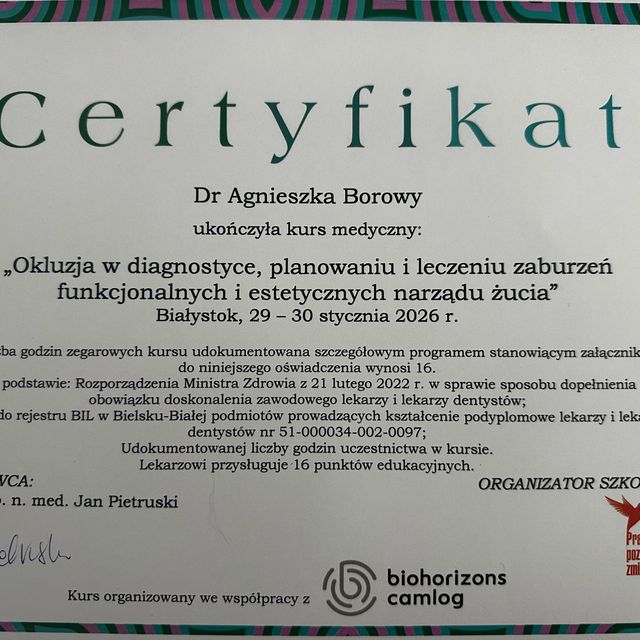 Certyfikat
Dr Agnieszka Borowy
ukończyła kurs medyczny:
„Okluzja w diagnostyce, planowaniu i leczeniu zaburzeń
funkcjonalnych i estetycznych narządu żucia”
Białystok, 29 – 30 stycznia 2026 r.
godzin zegarowych kursu udokumentowana szczegółowym programem stanowiącym
do niniejszego oświadczenia wynosi 16.
podstawie: Rozporządzenia Ministra Zdrowia z 21 lutego 2022 r. w sprawie sposobu dopełnienia
obowiązku doskonalenia zawodowego lekarzy i lekarzy dentystów;
do rejestru BIL w Bielsku-Białej podmiotów prowadzących kształcenie podyplomowe lekarzy i
dentystów nr 51-000034-002-0097;
Udokumentowanej liczby godzin uczestnictwa w kursie.
Lekarzowi przysługuje 16 punktów edukacyjnych.
ORGANIZATOR
n. med. Jan Pietruski
Kurs organizowany we współpracy z
biohorizons
camlog